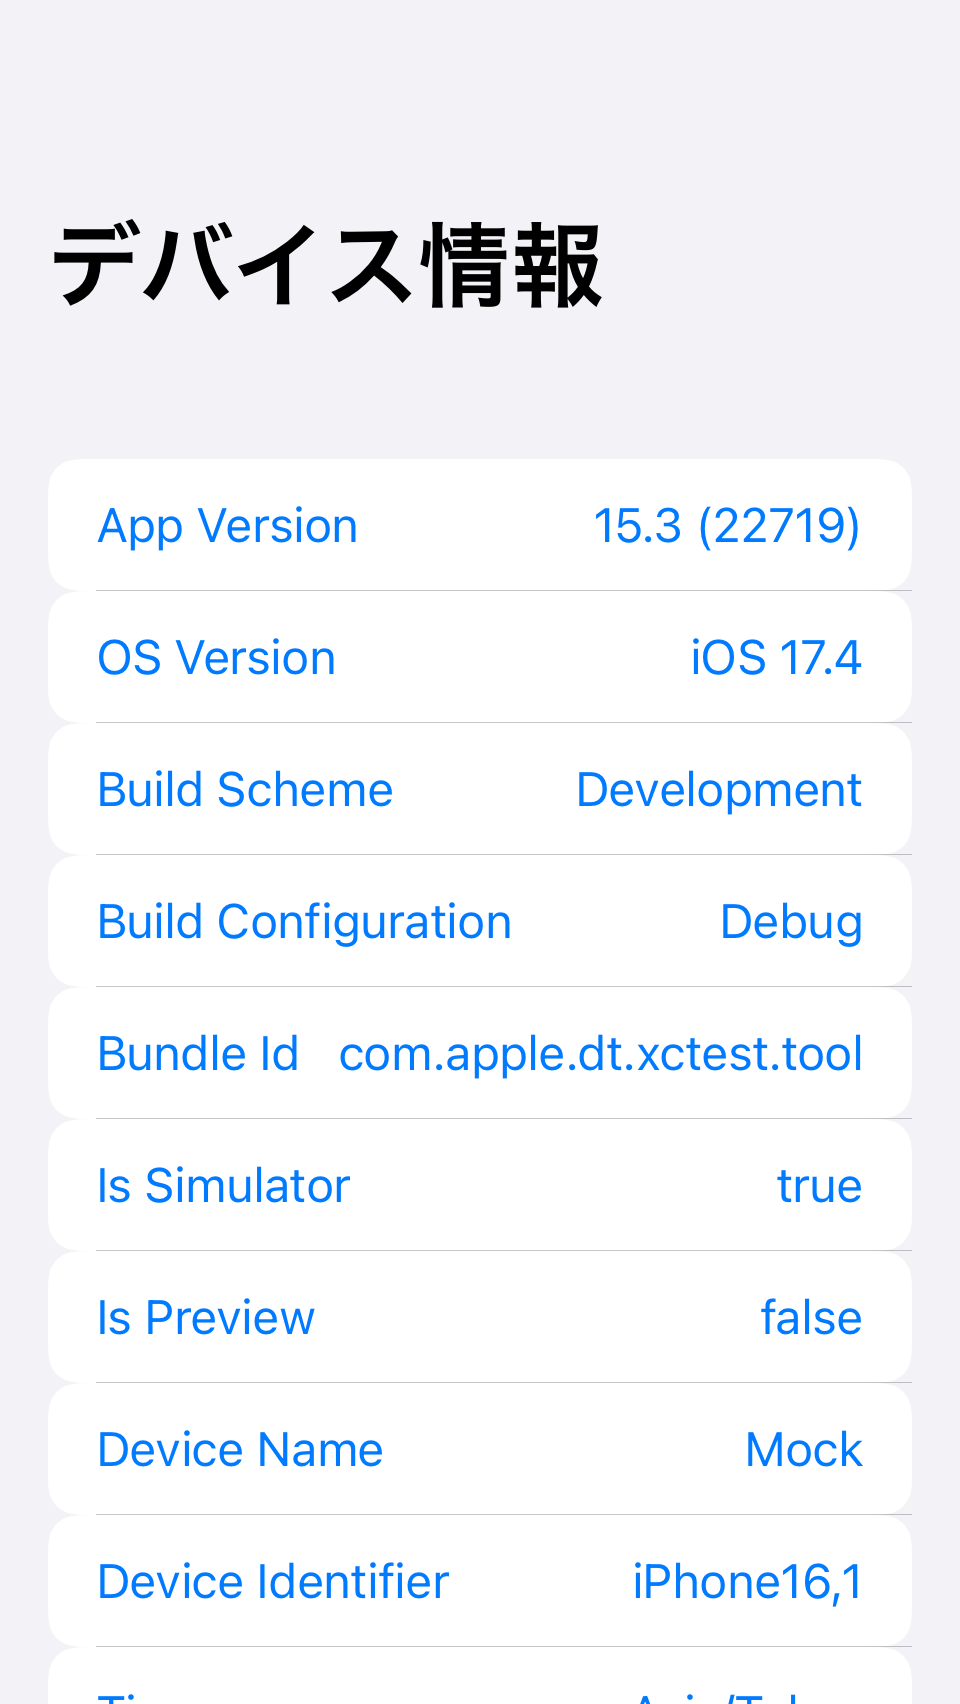 デバイス情報
App Version 15.3 (22719)
OS Version iOS 17.4
Build Scheme Development
Build Configuration Debug
Bundle Id com.apple.dt.xctest.tool
Is Simulator true
Is Preview false
Device Name Mock
Device Identifier iPhone16,1